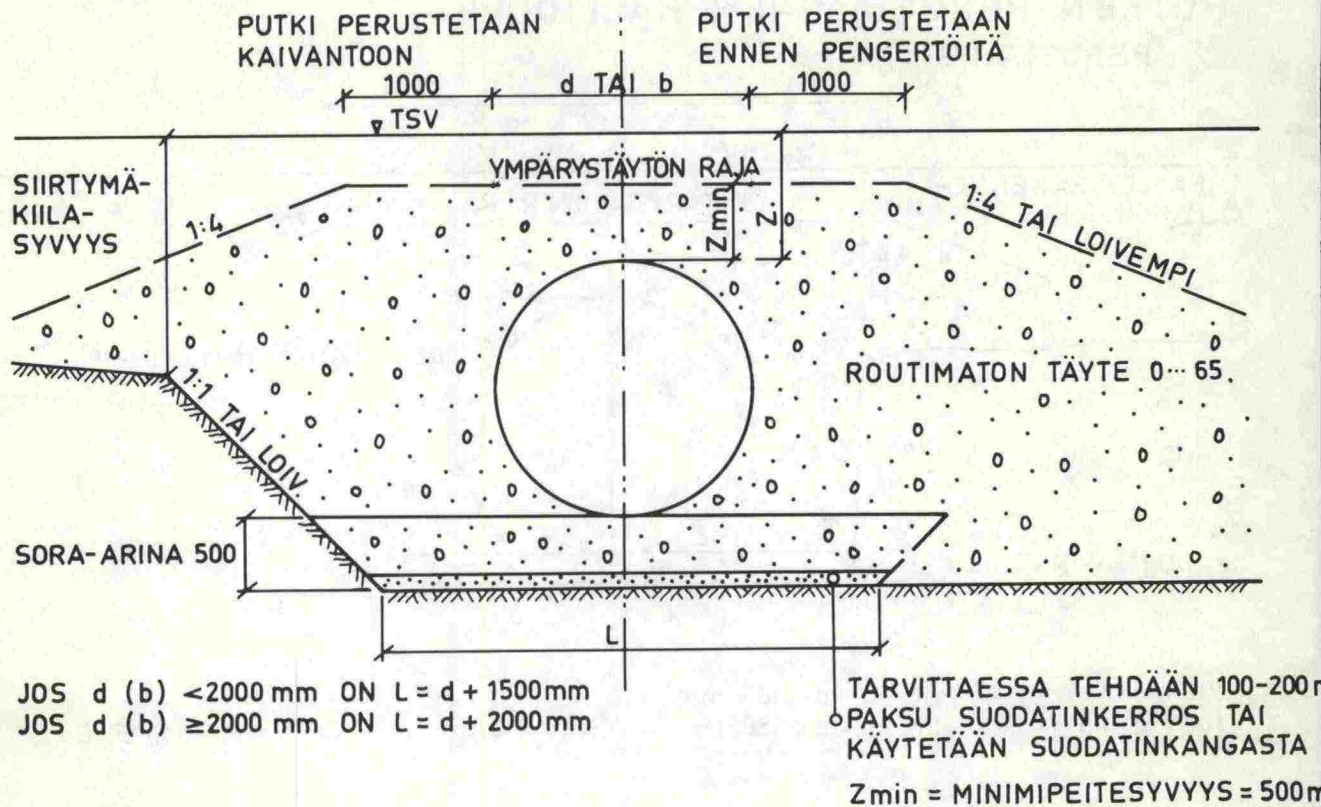 PUTKI PERUSTETAAN
KAIVANTOON
PUTKI PERUSTETAAN
ENNEN PENGERTÖITÄ
1000
d TAI b
1000
TSV
YMPÄRYSTÄYTÖN RAJA
SIIRTYMÄ-
KIILA-
SYVYYS
1:4
Zmin
Z
1:4 TAI LOIVEMPI
1:1 TAI LOIV
ROUTIMATON TÄYTE 0...65
SORA-ARINA 500
L
JOS d (b) <2000 mm ON L = d + 1500mm
JOS d (b) ≥2000 mm ON L = d + 2000mm
TARVITTAESSA TEHDÄÄN 100-200 m
PAKSU SUODATINKERROS TAI
KÄYTETÄÄN SUODATINKANGASTA
Zmin = MINIMIPEITESYVYYS = 500 m